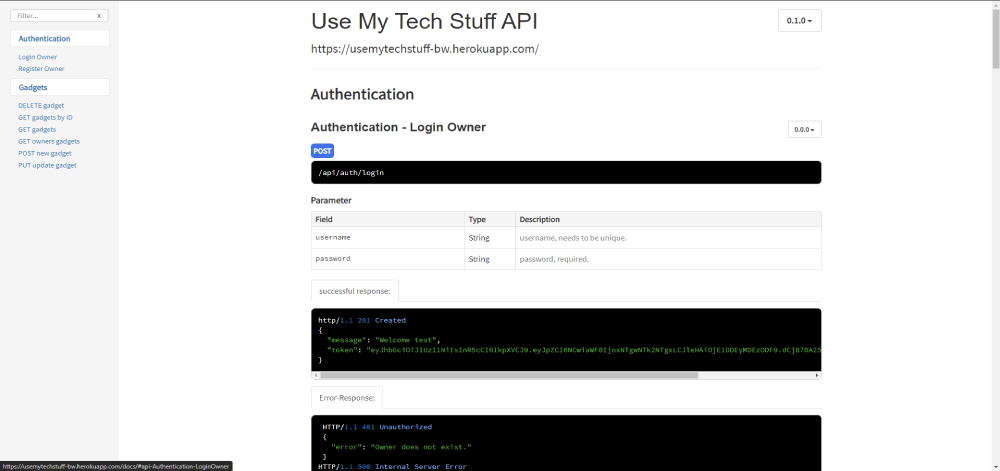 Filter...
x
Authentication
Login Owner
Register Owner
Gadgets
DELETE gadget
GET gadgets by ID
GET gadgets
GET owners gadgets
POST new gadget
PUT update gadget
Use My Tech Stuff API
0.1.0
https://usemytechstuff-bw.herokuapp.com/
Authentication
Authentication - Login Owner
0.0.0
POST
/api/auth/login
Parameter
Field Type Description
username String username, needs to be unique.
password String password, required.
successful response:
http/1.1 201 Created
{
"message": "Welcome test",
"token":
}
Error-Response:
HTTP/1.1 401 Unauthorized
{
"error": "Owner does not exist."
}
HTTP/1.1 500 Internal Server Error
https://usemytechstuff-bw.herokuapp.com/docs/#api-Authentication-LoginOwner